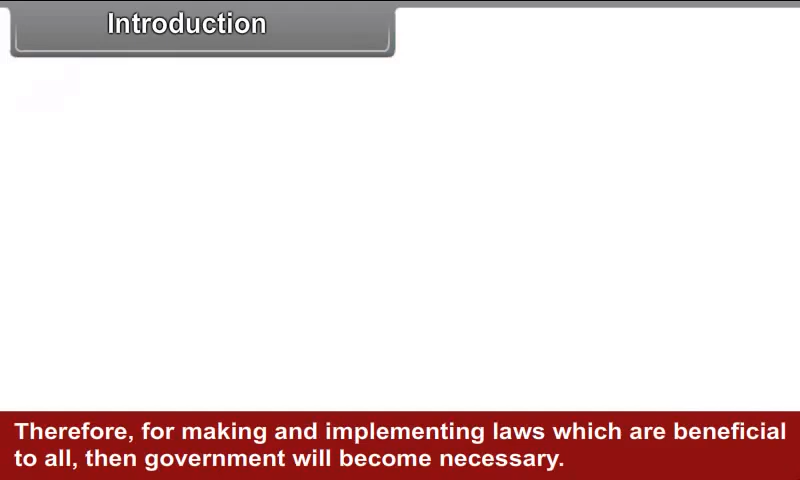 Introduction
Therefore, for making and implementing laws which are beneficial
to all, then government will become necessary.